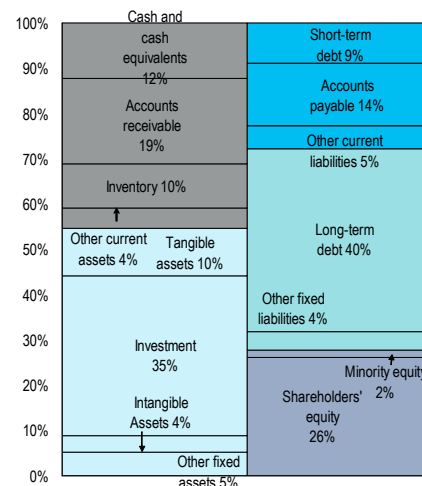 100%
90%
80%
70%
60%
50%
40%
30%
20%
10%
0%
Cash and
cash
equivalents
12%
Accounts
receivable
19%
Inventory 10%
Other current
assets 4%
Tangible
assets 10%
Investment
35%
Intangible
Assets 4%
Other fixed
assets 5%
Short-term
debt 9%
Accounts
payable 14%
Other current
liabilities 5%
Long-term
debt 40%
Other fixed
liabilities 4%
Minority equity
2%
Shareholders'
equity
26%